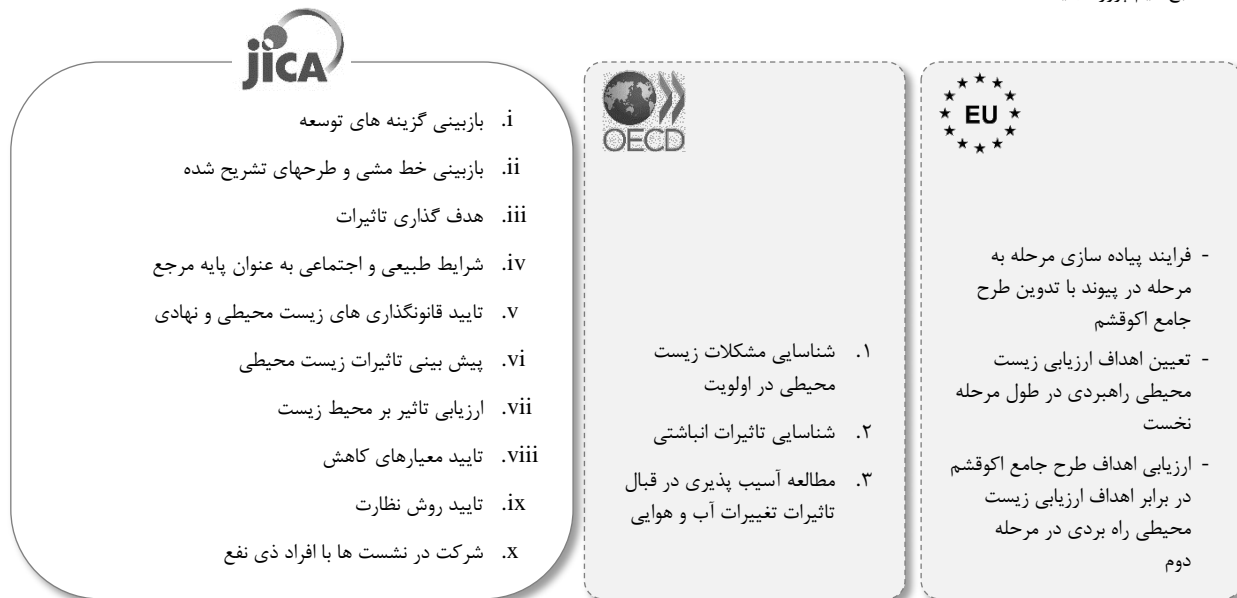 EU
- فرایند پیاده سازی مرحله به
مرحله در پیوند با تدوین طرح
جامع اکوقشم
- تعیین اهداف ارزیابی زیست
محیطی راهبردی در طول مرحله
نخست
- ارزیابی اهداف طرح جامع اکوقشم
در برابر اهداف ارزیابی زیست
محیطی راه بردی در مرحله
دوم
OECD
۱. شناسایی مشکلات زیست
محیطی در اولویت
۲. شناسایی تاثیرات انباشتی
۳. مطالعه آسیب پذیری در قبال
تاثیرات تغییرات آب و هوایی
jica
i. بازبینی گزینه های توسعه
ii. بازبینی خط مشی و طرحهای تشریح شده
iii. هدف گذاری تاثیرات
iv. شرایط طبیعی و اجتماعی به عنوان پایه مرجع
v. تایید قانونگذاری های زیست محیطی و نهادی
vi. پیش بینی تاثیرات زیست محیطی
vii. ارزیابی تاثیر بر محیط زیست
viii. تایید معیارهای کاهش
ix. تایید روش نظارت
x. شرکت در نشست ها با افراد ذی نفع